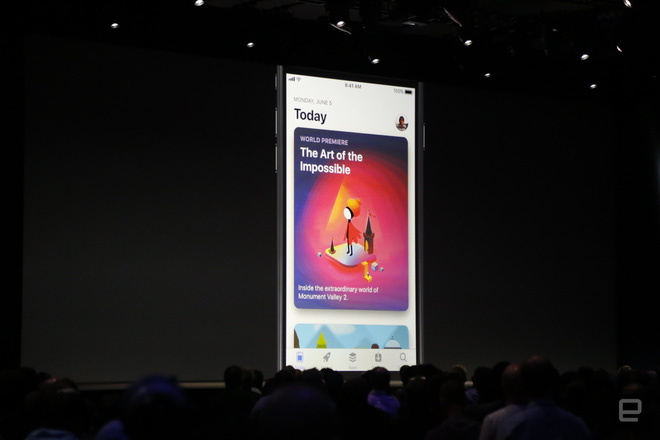 9:41 AM
100%
MONDAY, JUNE 5
Today
WORLD PREMIERE
The Art of the
Impossible
Inside the extraordinary world of
Monument Valley 2.